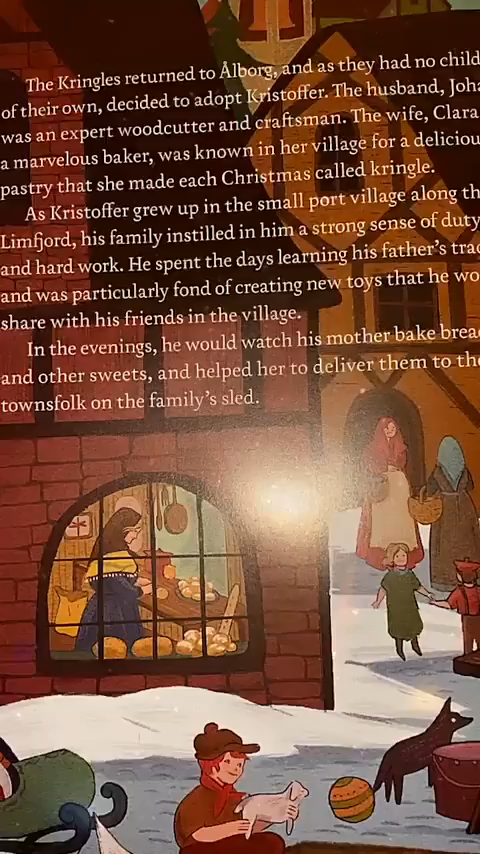 The Kringles returned to Ålborg, and as they had no child
of their own, decided to adopt Kristoffer. The husband, Joha
was an expert woodcutter and craftsman. The wife, Clara
a marvelous baker, was known in her village for a deliciou
pastry that she made each Christmas called kringle.
As Kristoffer grew up in the small port village along th
Limfjord, his family instilled in him a strong sense of duty
and hard work. He spent the days learning his father's trad
and was particularly fond of creating new toys that he wo
share with his friends in the village.
In the evenings, he would watch his mother bake brea
and other sweets, and helped her to deliver them to the
townsfolk on the family's sled.